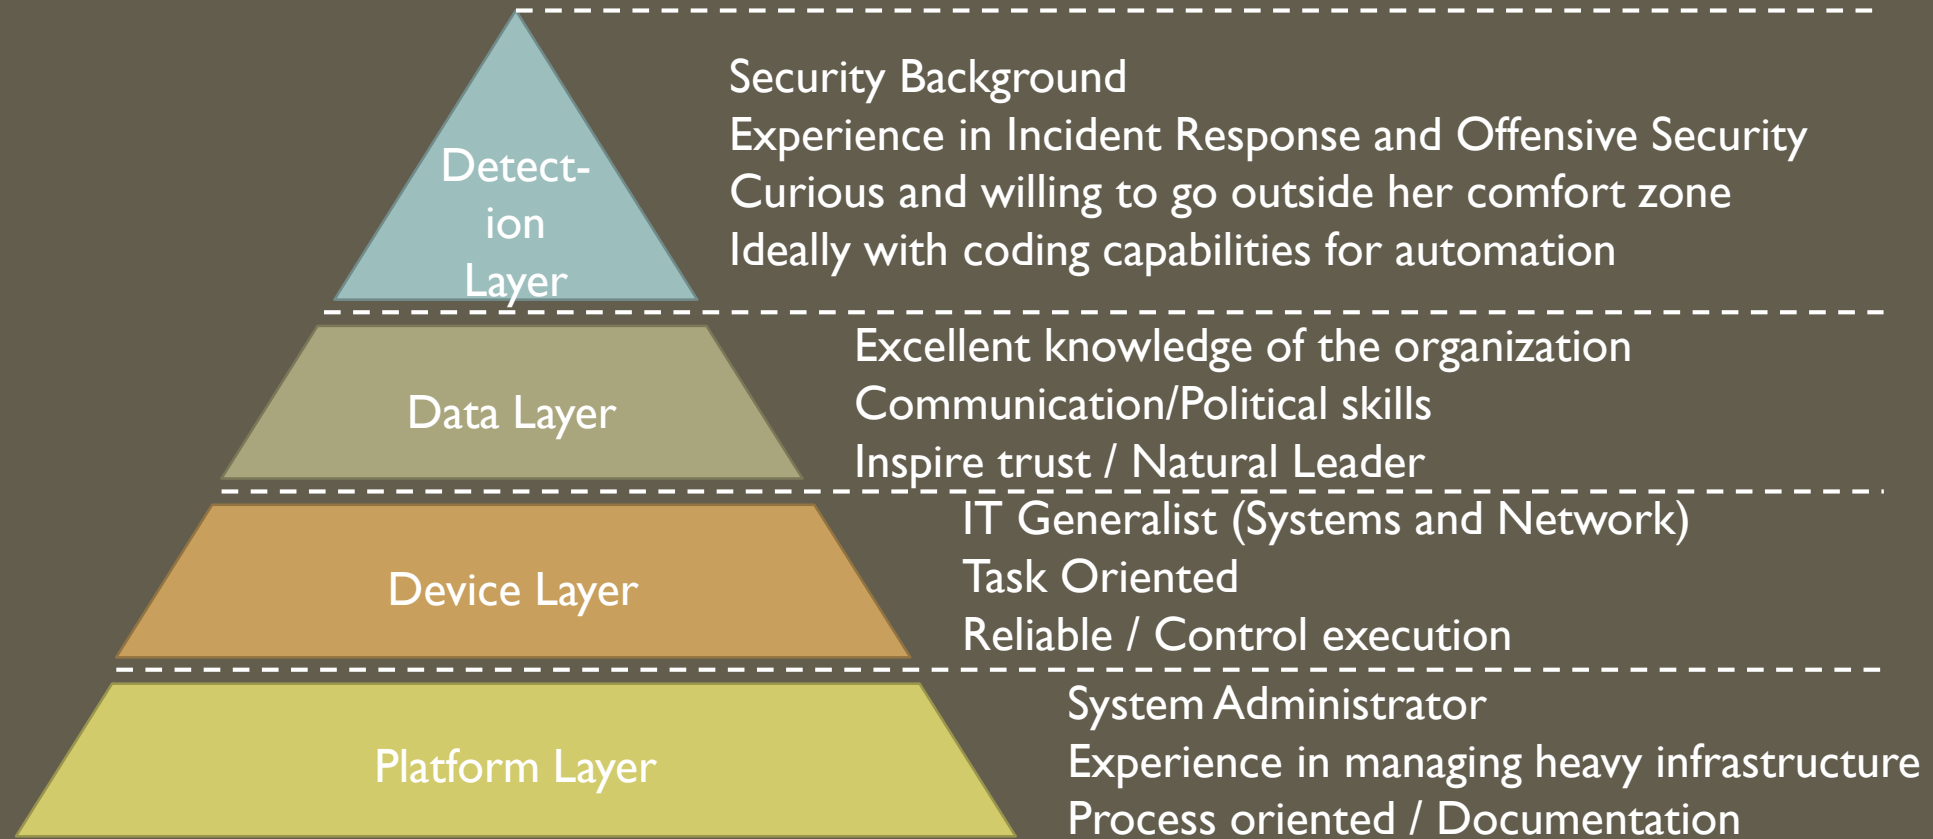 Detect-
ion
Layer
Security Background
Experience in Incident Response and Offensive Security
Curious and willing to go outside her comfort zone
Ideally with coding capabilities for automation
Data Layer
Excellent knowledge of the organization
Communication/Political skills
Inspire trust / Natural Leader
Device Layer
IT Generalist (Systems and Network)
Task Oriented
Reliable / Control execution
Platform Layer
System Administrator
Experience in managing heavy infrastructure
Process oriented / Documentation